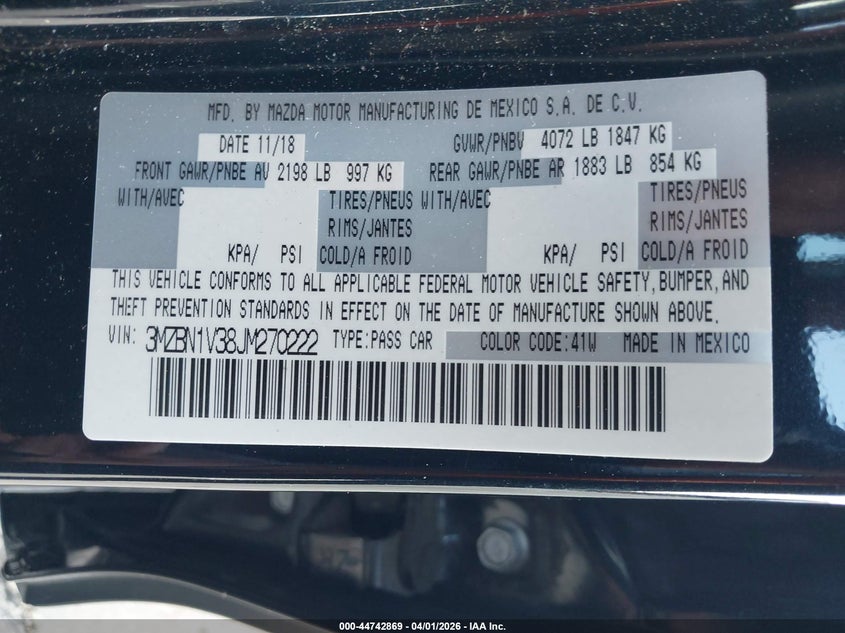 MFD. BY MAZDA MOTOR MANUFACTURING DE MEXICO S.A. DE C.V.
DATE 11/18 GVWR/PNBV 4072 LB 1847 KG
FRONT GAWR/PNBE AV 2198 LB 997 KG REAR GAWR/PNBE AR 1883 LB 854 KG
WITH/AVEC TIRES/PNEUS WITH/AVEC TIRES/PNEUS
RIMS/JANTES RIMS/JANTES
KPA/ PSI COLD/A FROID KPA/ PSI COLD/A FROID
THIS VEHICLE CONFORMS TO ALL APPLICABLE FEDERAL MOTOR VEHICLE SAFETY, BUMPER, AND
THEFT PREVENTION STANDARDS IN EFFECT ON THE DATE OF MANUFACTURE SHOWN ABOVE.
VIN: 3MZBN1V38JM270222 TYPE:PASS CAR COLOR CODE:41W MADE IN MEXICO
000-44742869 - 04/01/2026 - IAA Inc.